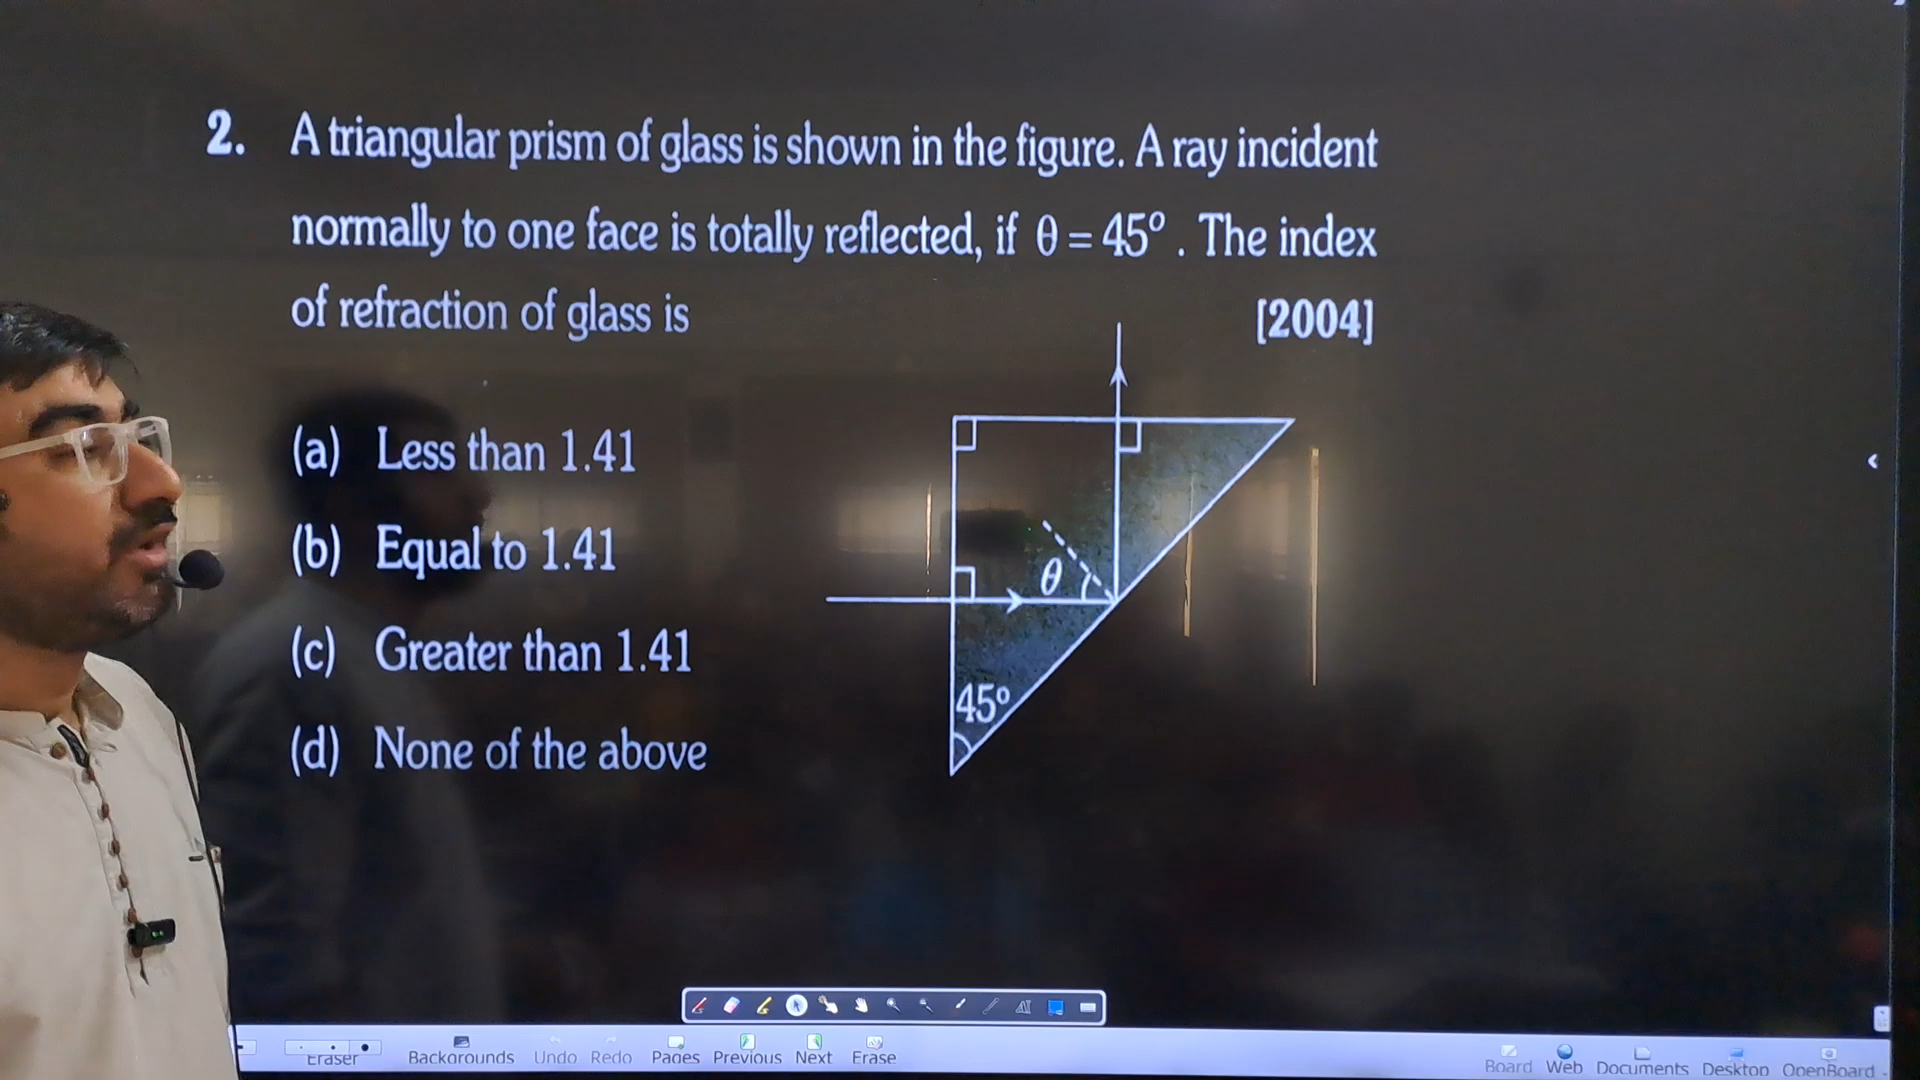 2. A triangular prism of glass is shown in the figure. A ray incident
normally to one face is totally reflected, if θ = 45º . The index
of refraction of glass is [2004]
(a) Less than 1.41
(b) Equal to 1.41
(c) Greater than 1.41
(d) None of the above
θ
45º
Eraser Backgrounds Undo Redo Pages Previous Next Erase Board Web Documents Desktop OpenBoard